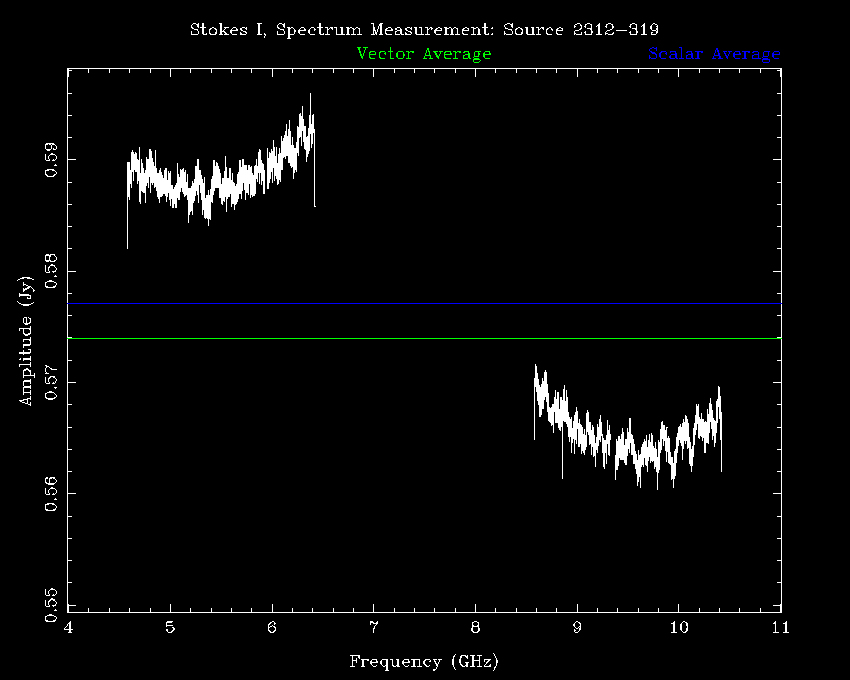 Stokes I, Spectrum Measurement: Source 2312−319
Vector Average Scalar Average
Amplitude (Jy)
0.59
0.58
0.57
0.56
0.55
4 5 6 7 8 9 10 11
Frequency (GHz)